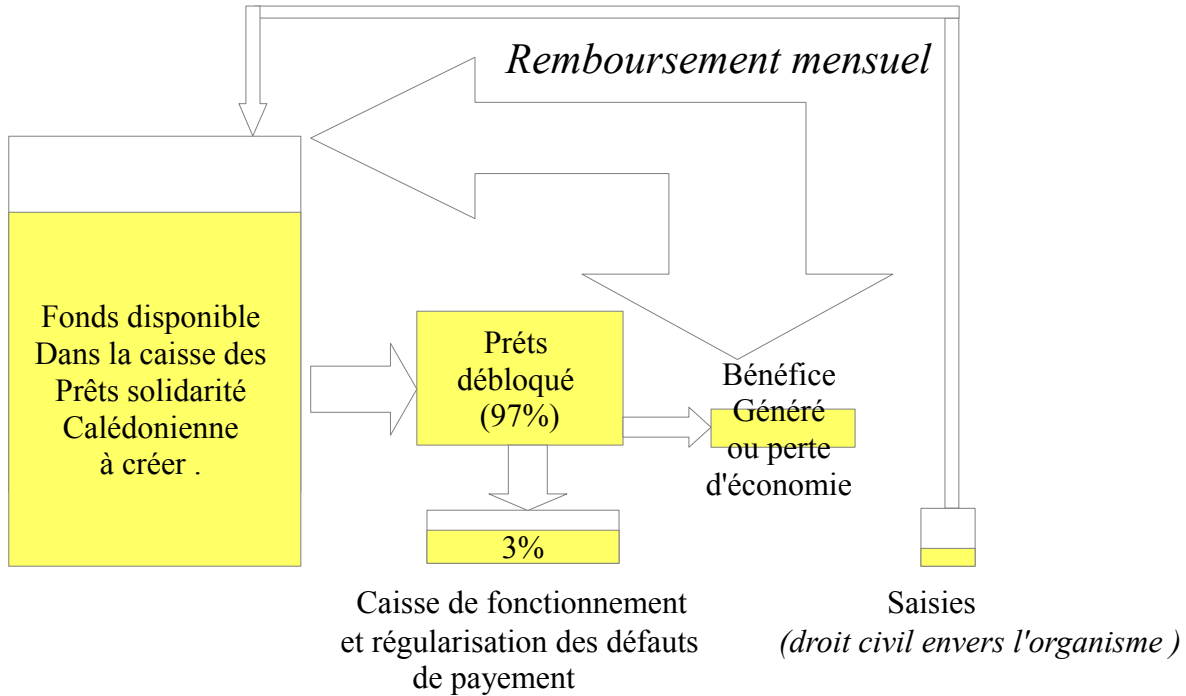 Remboursement mensuel
Fonds disponible
Dans la caisse des
Prêts solidarité
Calédonienne
à créer .
Préts
débloqué
(97%)
Bénéfice
Généré
ou perte
d'économie
3%
Caisse de fonctionnement
et régularisation des défauts
de payement
Saisies
(droit civil envers l'organisme )